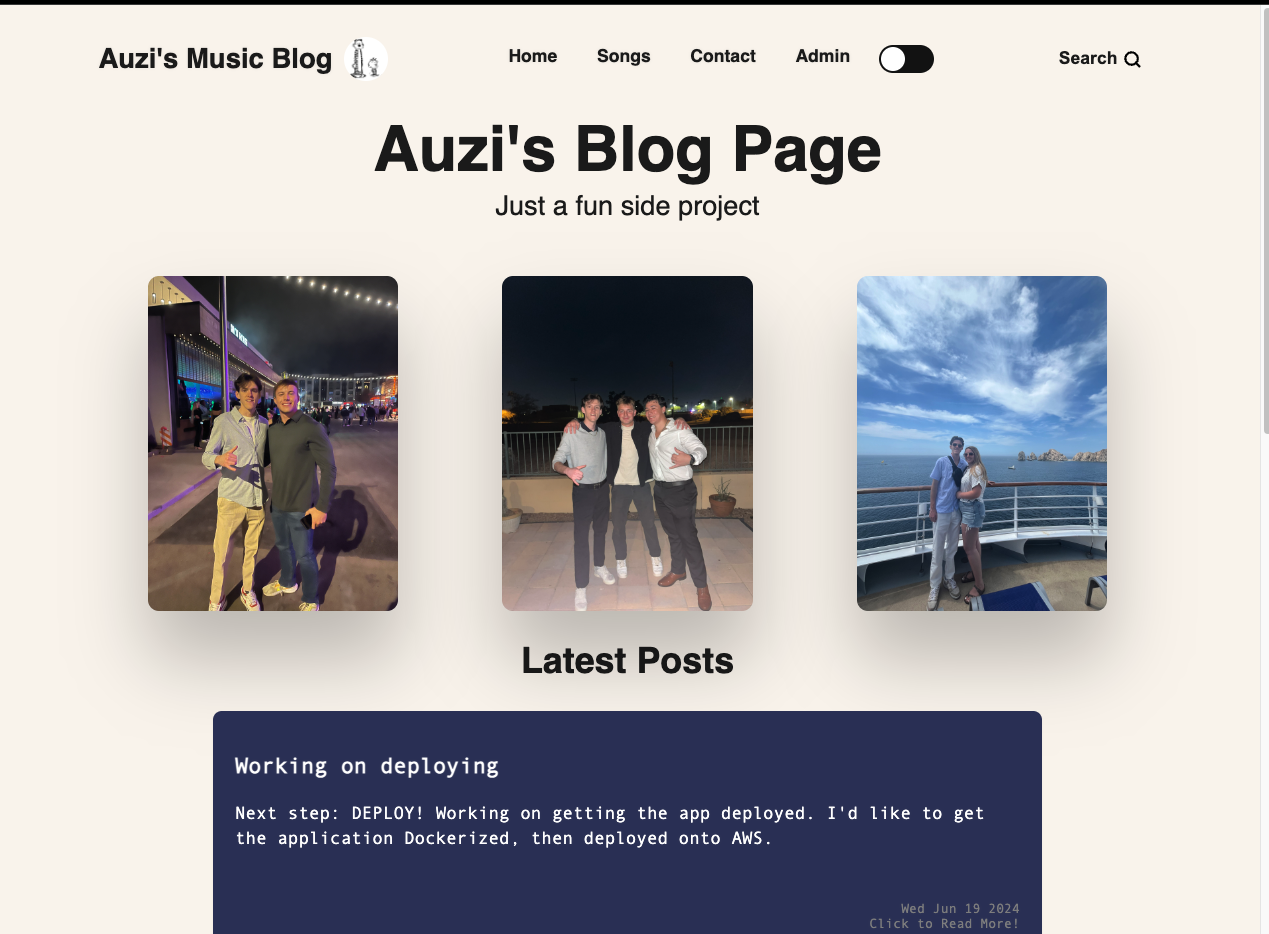 Auzi's Music Blog
Home Songs Contact Admin
Search
Auzi's Blog Page
Just a fun side project
Latest Posts
Working on deploying
Next step: DEPLOY! Working on getting the app deployed. I'd like to get
the application Dockerized, then deployed onto AWS.
Wed Jun 19 2024
Click to Read More!